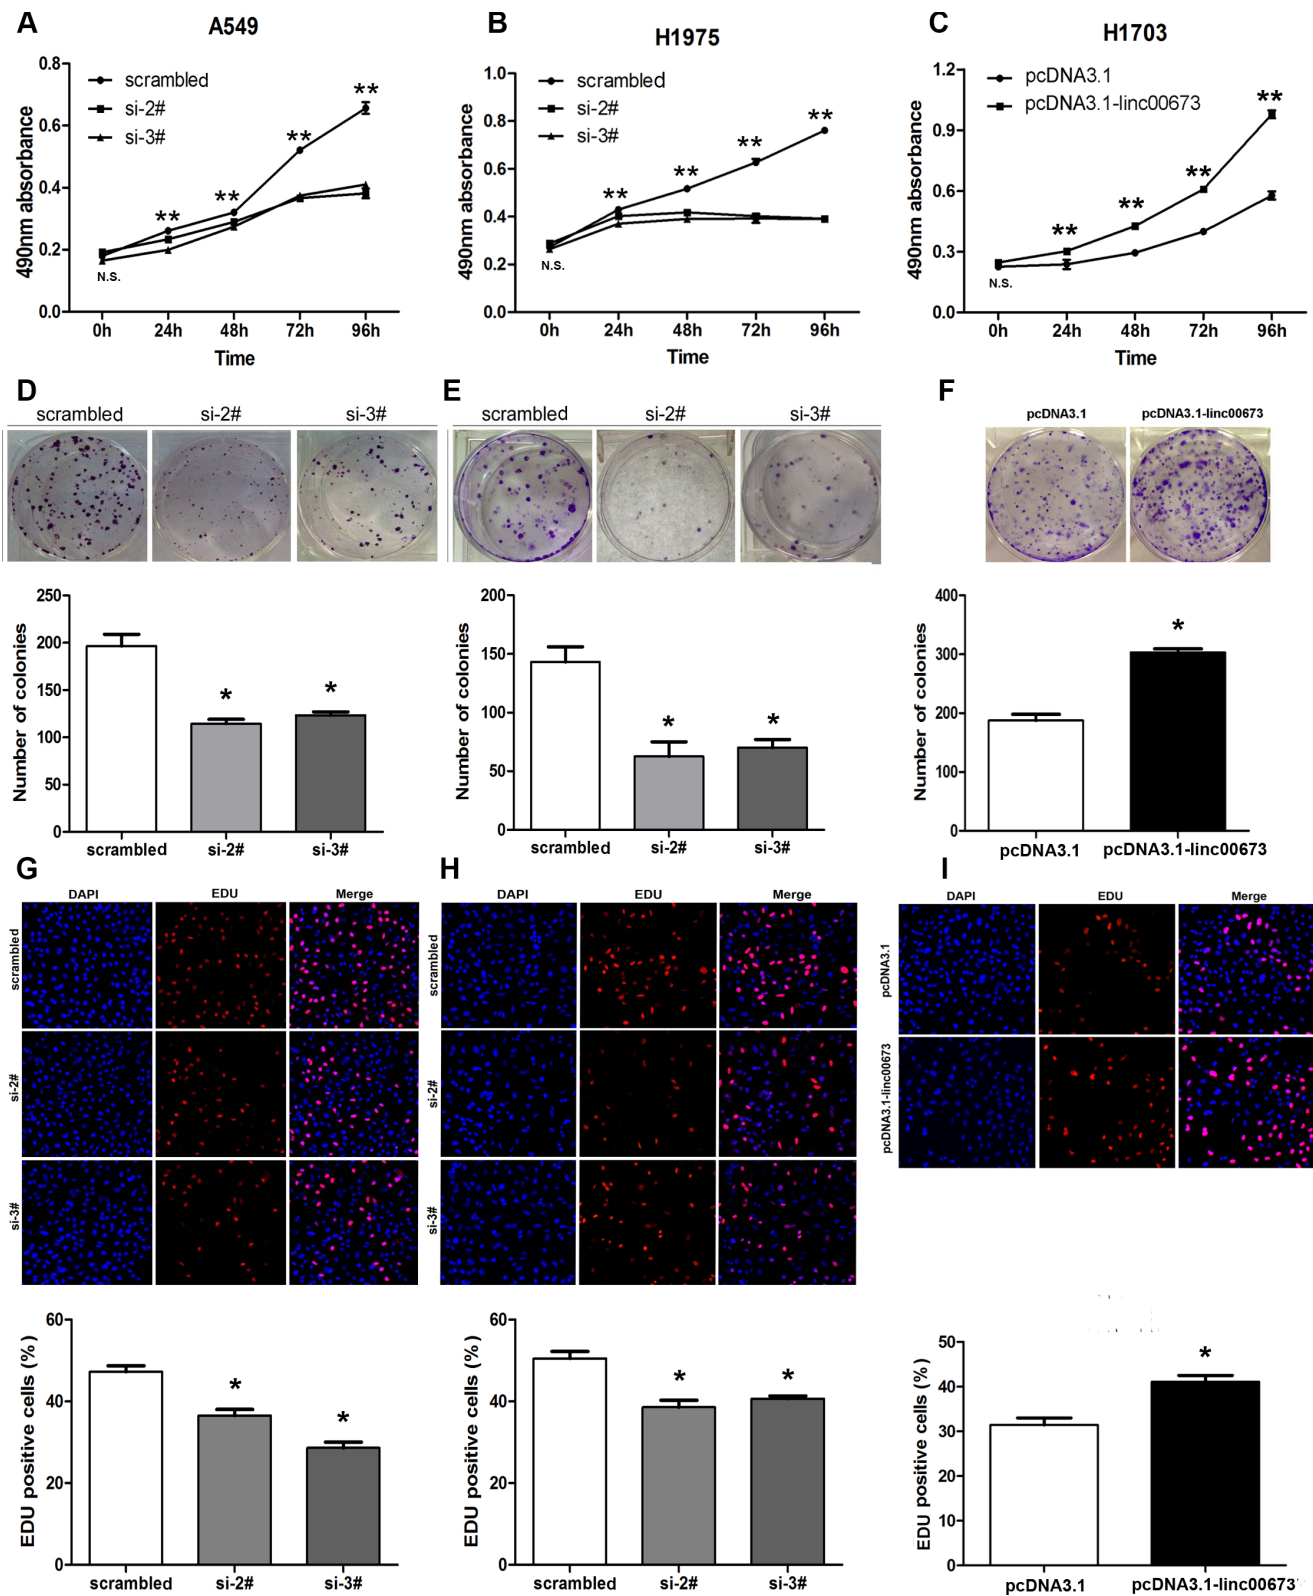 A
A549
0.8
0.6
0.4
0.2
0.0
490nm absorbance
scrambled
si-2#
si-3#
**
**
**
**
N.S.
0h 24h 48h 72h 96h
Time
B
H1975
1.0
0.8
0.6
0.4
0.2
0.0
490nm absorbance
scrambled
si-2#
si-3#
**
**
**
**
N.S.
0h 24h 48h 72h 96h
Time
C
H1703
1.2
0.9
0.6
0.3
0.0
490nm absorbance
pcDNA3.1
pcDNA3.1-linc00673
**
**
**
**
N.S.
0h 24h 48h 72h 96h
Time
D
scrambled si-2# si-3#
250
200
150
100
50
0
Number of colonies
*
*
scrambled si-2# si-3#
E
scrambled si-2# si-3#
200
150
100
50
0
Number of colonies
*
*
scrambled si-2# si-3#
F
pcDNA3.1 pcDNA3.1-linc00673
400
300
200
100
0
Number of colonies
*
pcDNA3.1 pcDNA3.1-linc00673
G
DAPI EDU Merge
scrambled
si-2#
si-3#
60
40
20
0
EDU positive cells (%)
*
*
scrambled si-2# si-3#
H
DAPI EDU Merge
scrambled
si-2#
si-3#
60
40
20
0
EDU positive cells (%)
*
*
scrambled si-2# si-3#
I
DAPI EDU Merge
pcDNA3.1
pcDNA3.1-linc00673
50
40
30
20
10
0
EDU positive cells (%)
*
pcDNA3.1 pcDNA3.1-linc00673